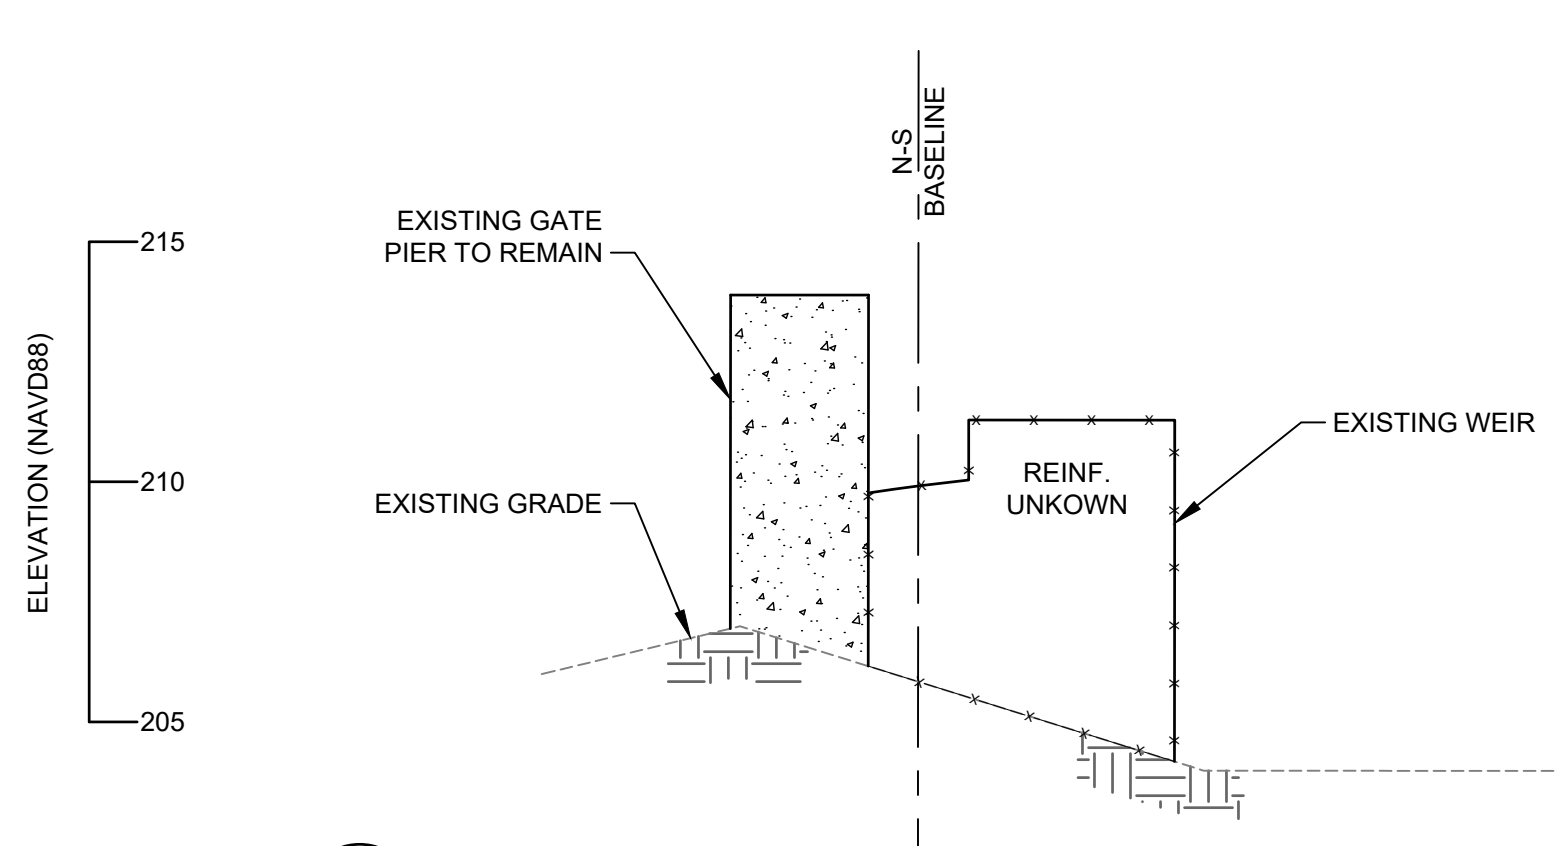 N-S
BASELINE
EXISTING GATE
PIER TO REMAIN
215
ELEVATION (NAVD88)
EXISTING WEIR
REINF.
UNKOWN
210
EXISTING GRADE
205